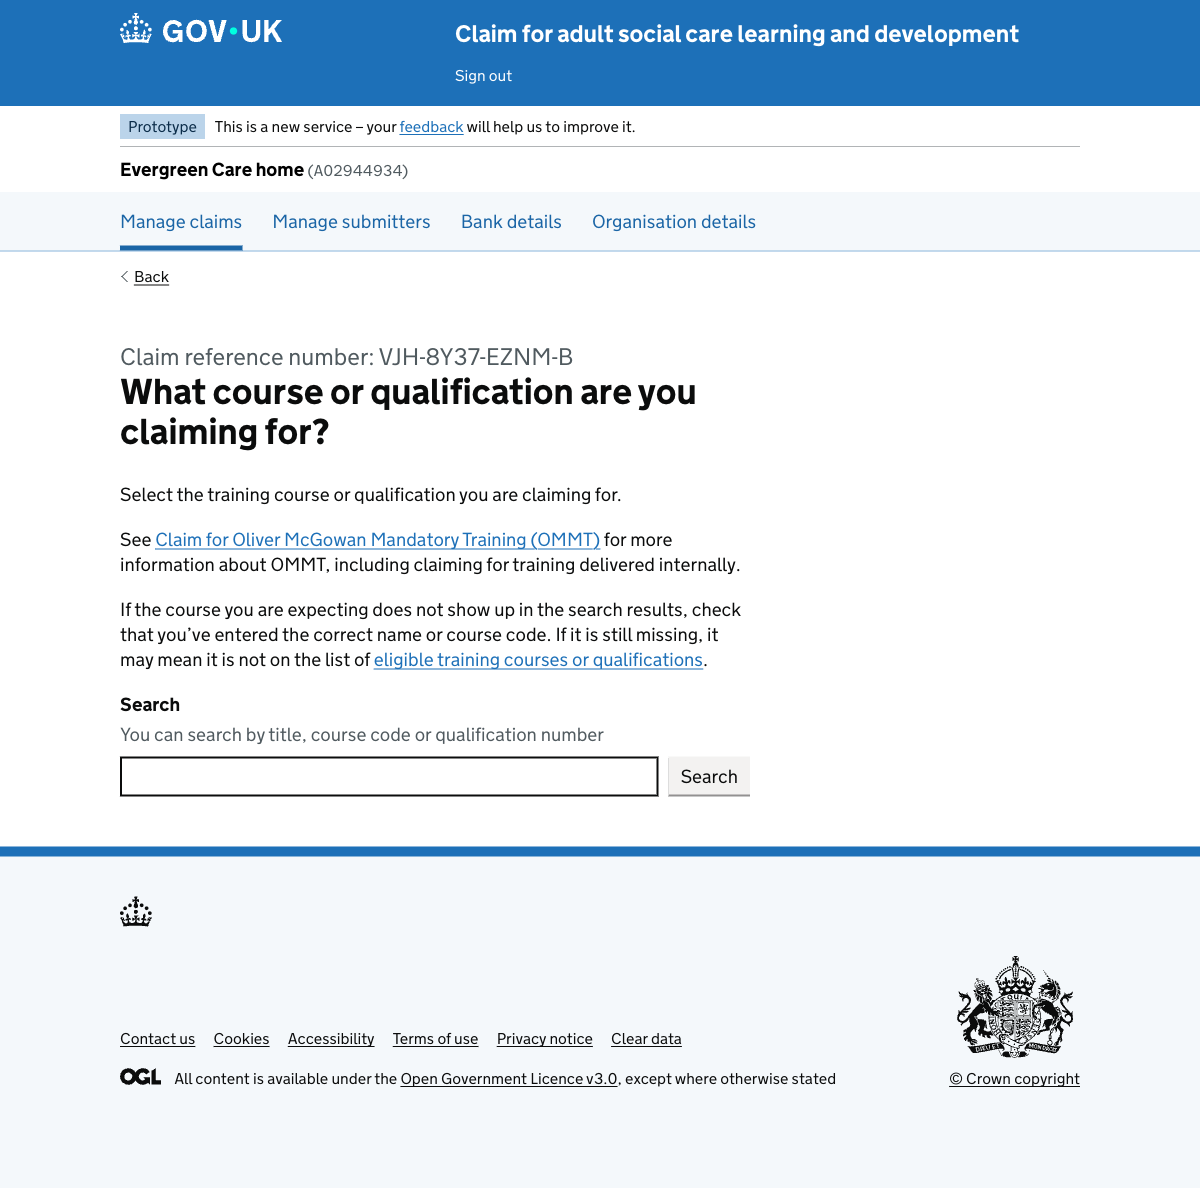 GOV·UK
Claim for adult social care learning and development
Sign out
Prototype This is a new service – your feedback will help us to improve it.
Evergreen Care home (A02944934)
Manage claims Manage submitters Bank details Organisation details
Back
Claim reference number: VJH-8Y37-EZNM-B
What course or qualification are you
claiming for?
Select the training course or qualification you are claiming for.
See Claim for Oliver McGowan Mandatory Training (OMMT) for more
information about OMMT, including claiming for training delivered internally.
If the course you are expecting does not show up in the search results, check
that you’ve entered the correct name or course code. If it is still missing, it
may mean it is not on the list of eligible training courses or qualifications.
Search
You can search by title, course code or qualification number
Search
Contact us Cookies Accessibility Terms of use Privacy notice Clear data
OGL All content is available under the Open Government Licence v3.0, except where otherwise stated
© Crown copyright